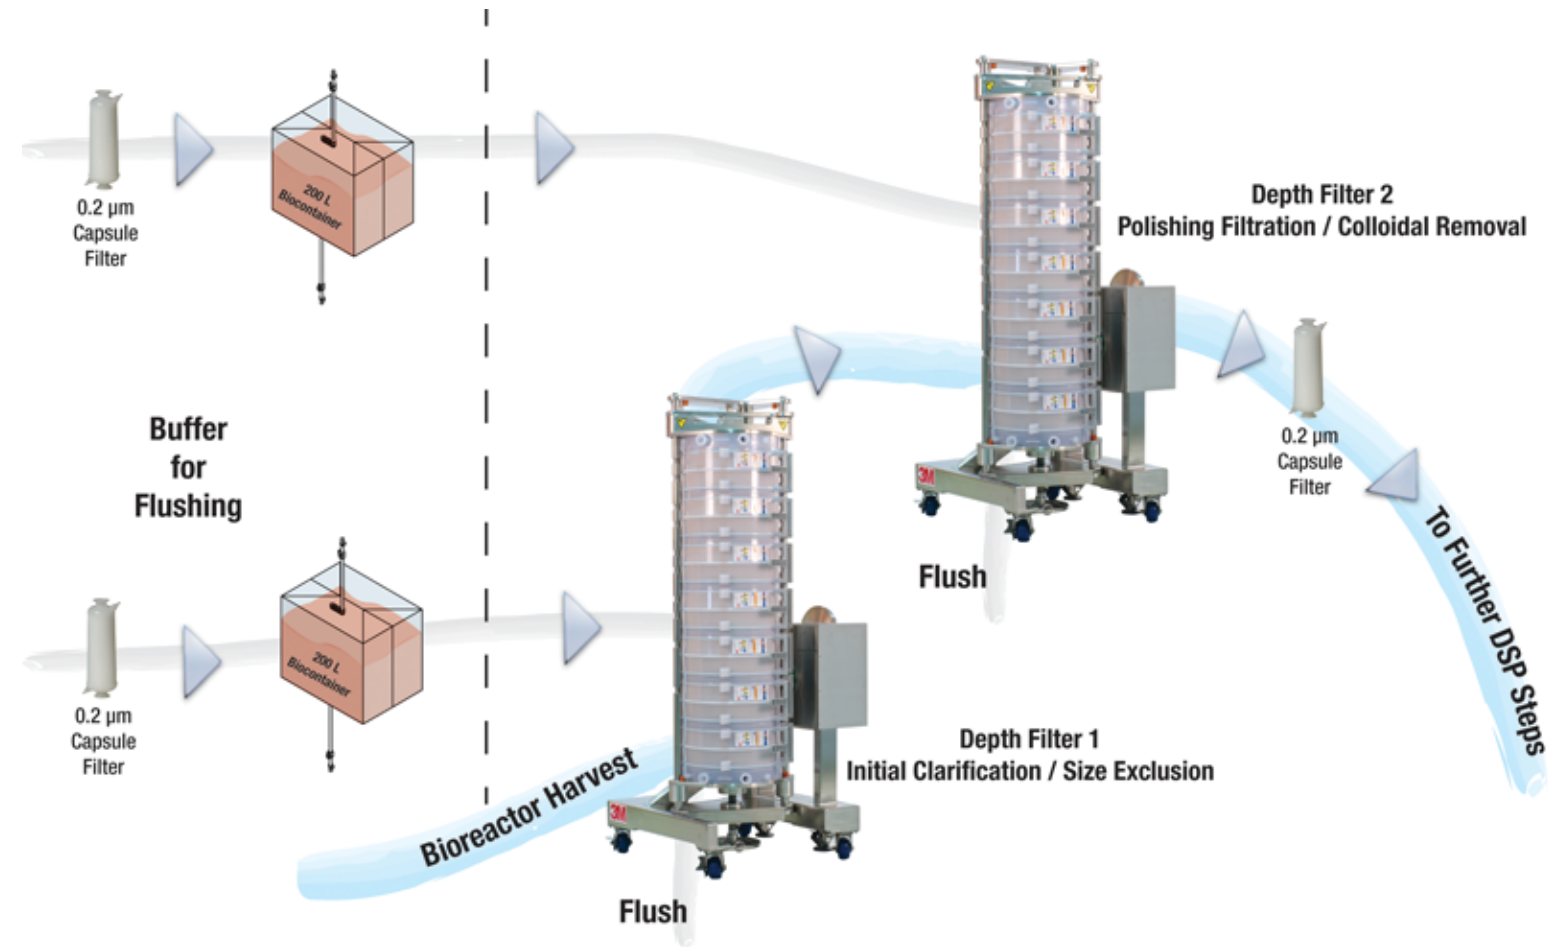 0.2 µm
Capsule
Filter
200 L
Biocontainer
Depth Filter 2
Polishing Filtration / Colloidal Removal
0.2 µm
Capsule
Filter
Buffer
for
Flushing
3M
Flush
To Further DSP Steps
200 L
Biocontainer
0.2 µm
Capsule
Filter
Depth Filter 1
Initial Clarification / Size Exclusion
Bioreactor Harvest
3M
Flush